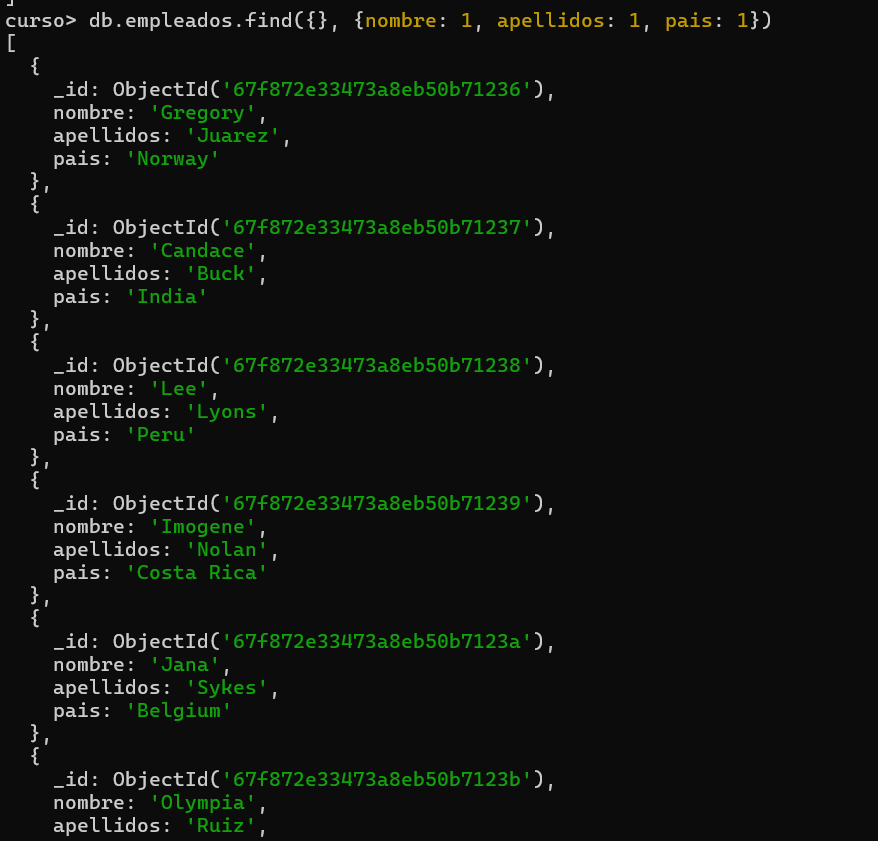 ]
curso> db.empleados.find({}, {nombre: 1, apellidos: 1, pais: 1})
[
  {
    _id: ObjectId('67f872e33473a8eb50b71236'),
    nombre: 'Gregory',
    apellidos: 'Juarez',
    pais: 'Norway'
  },
  {
    _id: ObjectId('67f872e33473a8eb50b71237'),
    nombre: 'Candace',
    apellidos: 'Buck',
    pais: 'India'
  },
  {
    _id: ObjectId('67f872e33473a8eb50b71238'),
    nombre: 'Lee',
    apellidos: 'Lyons',
    pais: 'Peru'
  },
  {
    _id: ObjectId('67f872e33473a8eb50b71239'),
    nombre: 'Imogene',
    apellidos: 'Nolan',
    pais: 'Costa Rica'
  },
  {
    _id: ObjectId('67f872e33473a8eb50b7123a'),
    nombre: 'Jana',
    apellidos: 'Sykes',
    pais: 'Belgium'
  },
  {
    _id: ObjectId('67f872e33473a8eb50b7123b'),
    nombre: 'Olympia',
    apellidos: 'Ruiz',